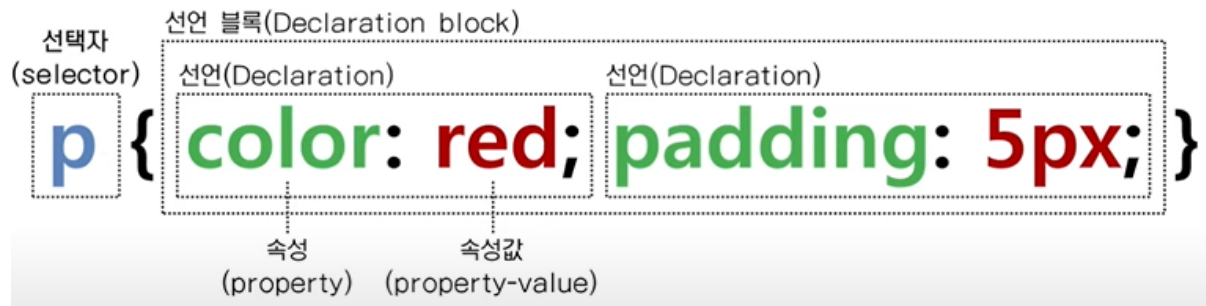 선언 블록(Declaration block)
선택자
(selector)
선언(Declaration) 선언(Declaration)
p { color: red; padding: 5px; }
속성 속성값
(property) (property-value)